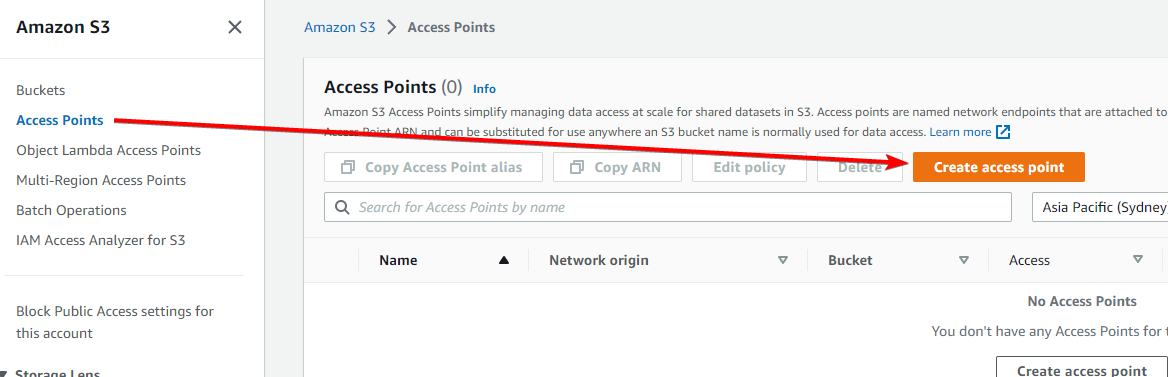 Amazon S3
Buckets
Access Points
Object Lambda Access Points
Multi-Region Access Points
Batch Operations
IAM Access Analyzer for S3
Block Public Access settings for
this account
Storage Lens
Amazon S3 > Access Points
Access Points (0) Info
Amazon S3 Access Points simplify managing data access at scale for shared datasets in S3. Access points are named network endpoints that are attached to
Access Point ARN and can be substituted for use anywhere an S3 bucket name is normally used for data access. Learn more
Copy Access Point alias Copy ARN Edit policy Delete Create access point
Search for Access Points by name Asia Pacific (Sydney
Name Network origin Bucket Access
No Access Points
You don't have any Access Points for
Create access point